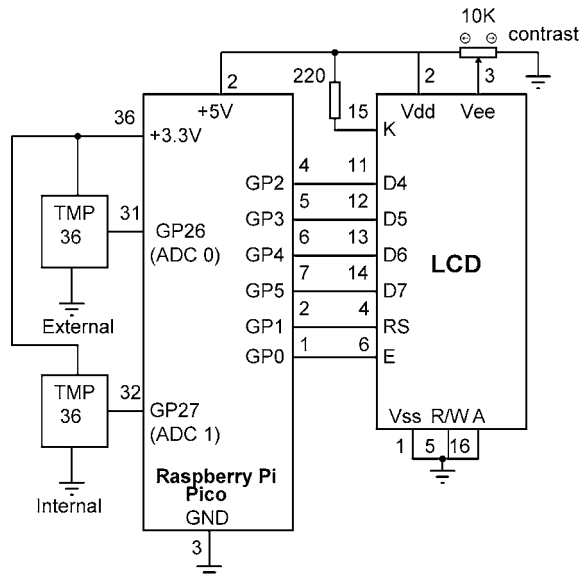 10K
contrast
220
2
2
3
+5V
15
Vdd
Vee
36
+3.3V
K
4
11
GP2
D4
TMP
36
31
GP26
(ADC 0)
5
12
GP3
D5
6
13
GP4
D6
LCD
7
14
GP5
D7
External
2
4
GP1
RS
1
6
GP0
E
TMP
36
32
GP27
(ADC 1)
Vss R/W A
1 5 16
Internal
Raspberry Pi
Pico
GND
3